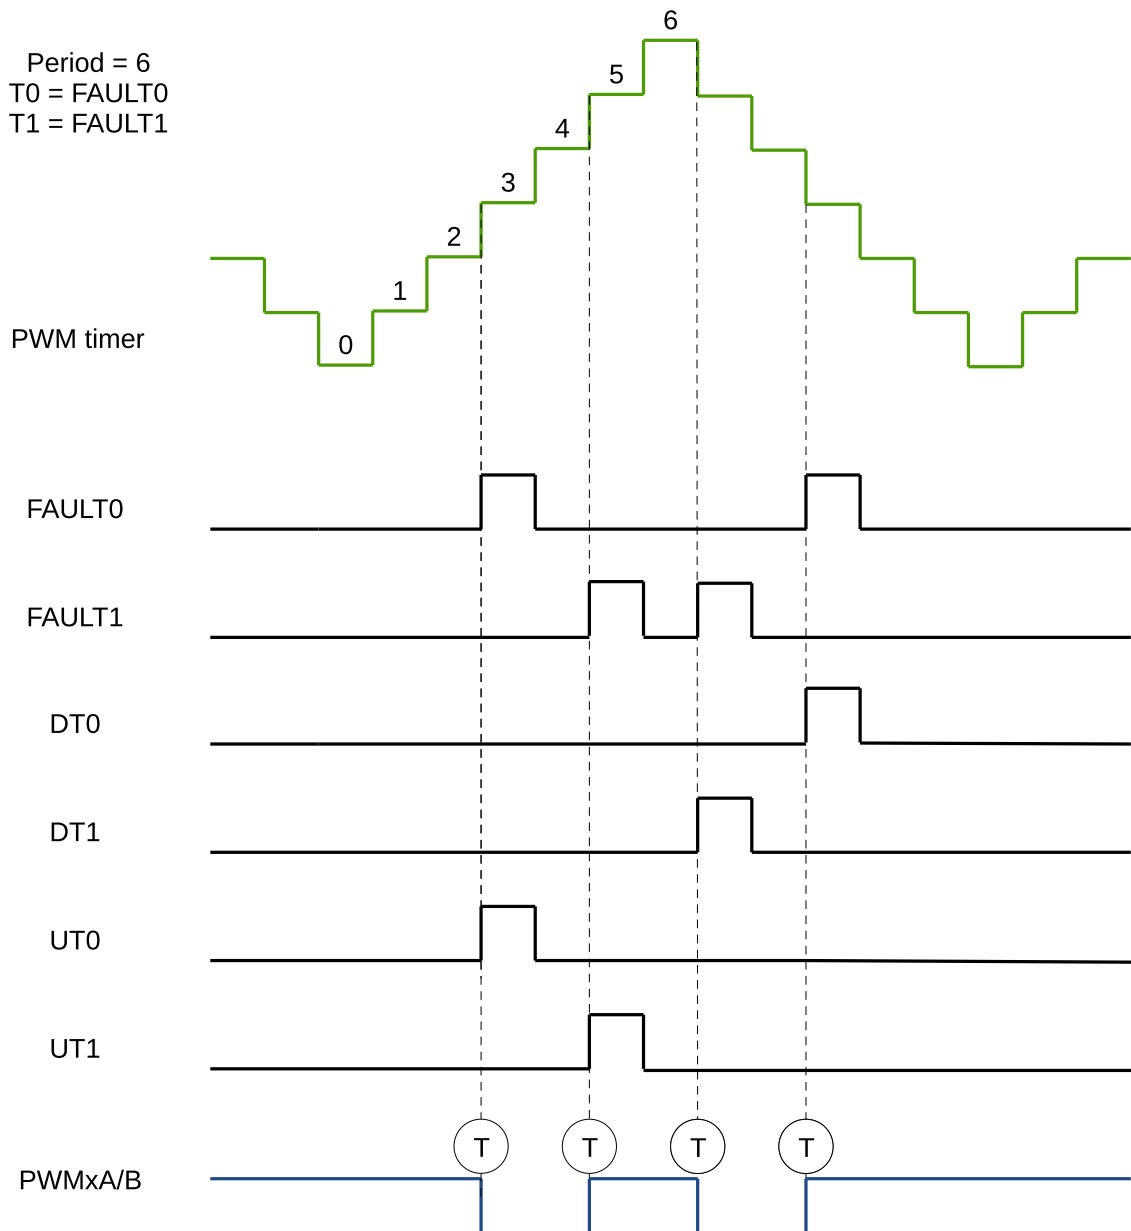 6
Period = 6
T0 = FAULT0
T1 = FAULT1
5
4
3
2
1
0
PWM timer
FAULT0
FAULT1
DT0
DT1
UT0
UT1
T T T T
PWMxA/B